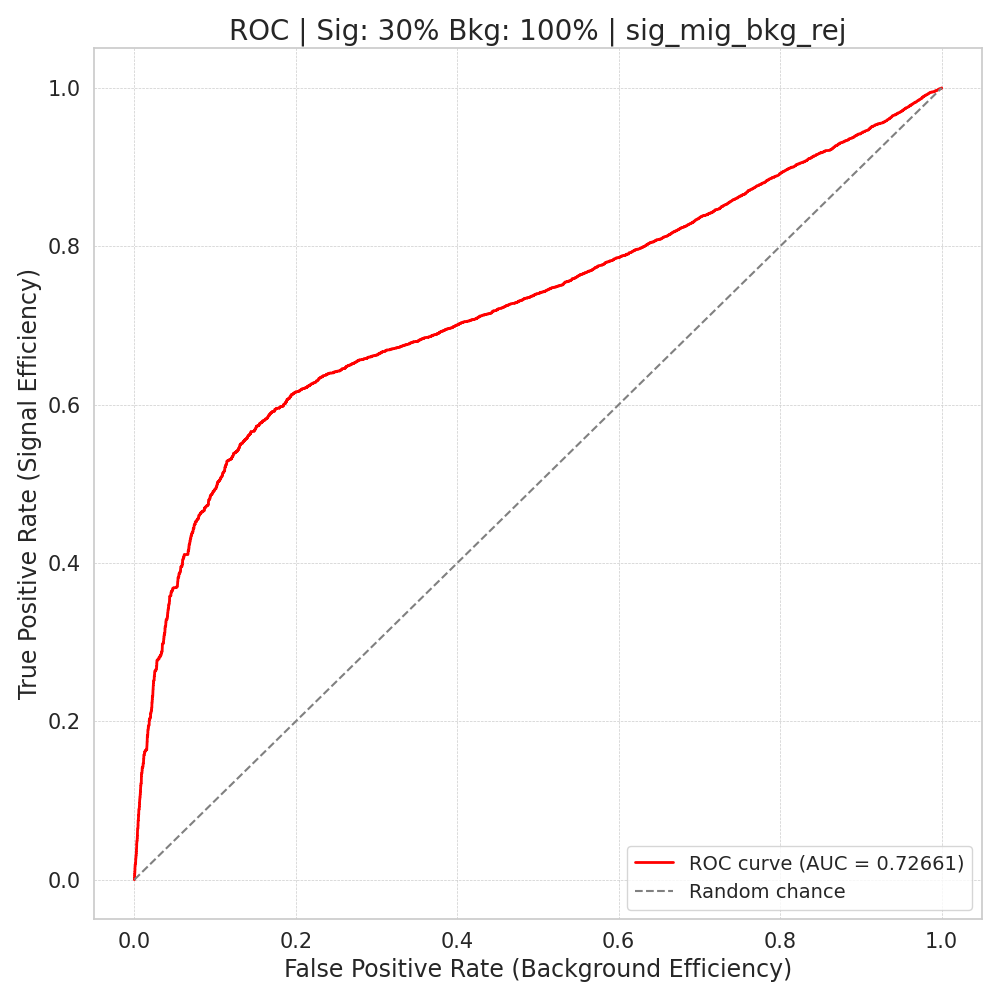 ROC | Sig: 30% Bkg: 100% | sig_mig_bkg_rej
1.0
0.8
0.6
0.4
0.2
0.0
True Positive Rate (Signal Efficiency)
ROC curve (AUC = 0.72661)
Random chance
0.0 0.2 0.4 0.6 0.8 1.0
False Positive Rate (Background Efficiency)